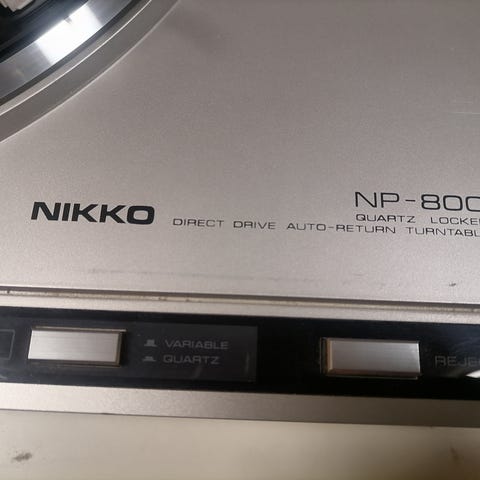 NIKKO
NP-800
QUARTZ LOCKE
DIRECT DRIVE AUTO-RETURN TURNTABL
VARIABLE
QUARTZ
REJE